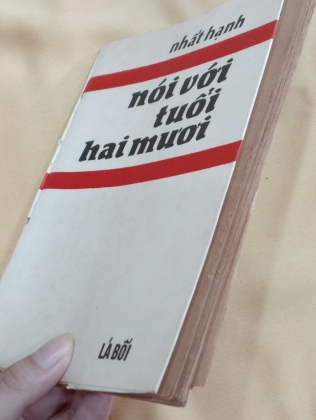 nhất hạnh
nói với
tuổi
hai mươi
LÁ BỐI